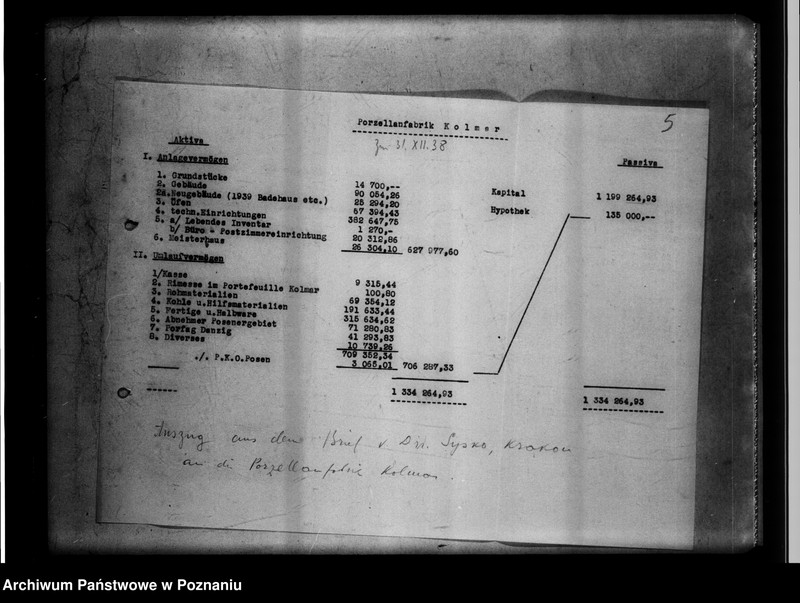 5
Porzellanfabrik Kolmar
Zum 31.XII.38
Aktiva
Passiva
I. Anlagevermögen
1. Grundstücke 14 700,--
2. Gebäude 90 054,26
2a. Neugebäude (1939 Badehaus etc.) 25 294,20
3. Öfen 57 394,43
4. techn.Einrichtungen 382 647,75
5. a/ Lebendes Inventar 1 270,-
b/ Büro - Postzimmereinrichtung 20 312,86
6. Meisterhaus 26 304,10 627 977,60
Kapital 1 199 264,93
Hypothek 135 000,--
II. Umlaufvermögen
1/Kasse 9 315,44
2. Rimesse im Portefeuille Kolmar 100,80
3. Rohmaterialien 69 354,12
4. Kohle u.Hilfsmaterialien 191 633,44
5. Fertige u.Halbware 315 634,62
6. Abnehmer Posenergebiet 71 280,83
7. Forfag Danzig 41 293,83
8. Diverses 10 739,26
709 352,34
./. P.K.O.Posen 3 065,01 706 287,33
1 334 264,93 1 334 264,93
Auszug aus dem Brief v. Dr. Sysko, Krakau
an die Porzellanfabrik Kolmar.
Archiwum Państwowe w Poznaniu